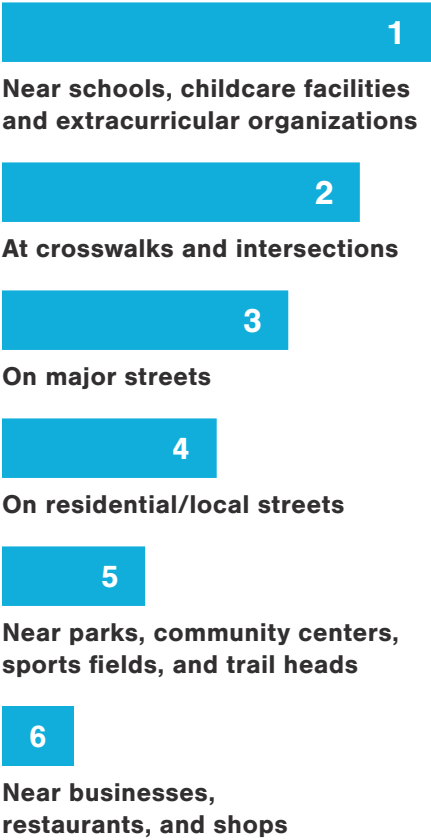 1
Near schools, childcare facilities
and extracurricular organizations
2
At crosswalks and intersections
3
On major streets
4
On residential/local streets
5
Near parks, community centers,
sports fields, and trail heads
6
Near businesses,
restaurants, and shops